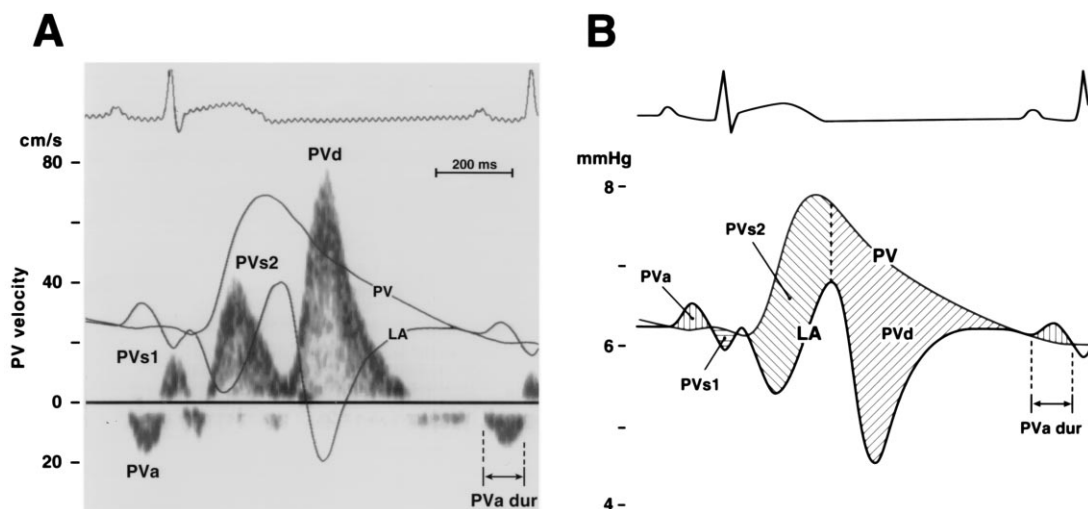 A
cm/s
80
PVd
200 ms
PVs2
40
PV
LA
PVs1
0
PVa
20
PVa dur
PV velocity
B
mmHg
8
PVs2
PV
PVa
LA
PVd
6
PVs1
PVa dur
4